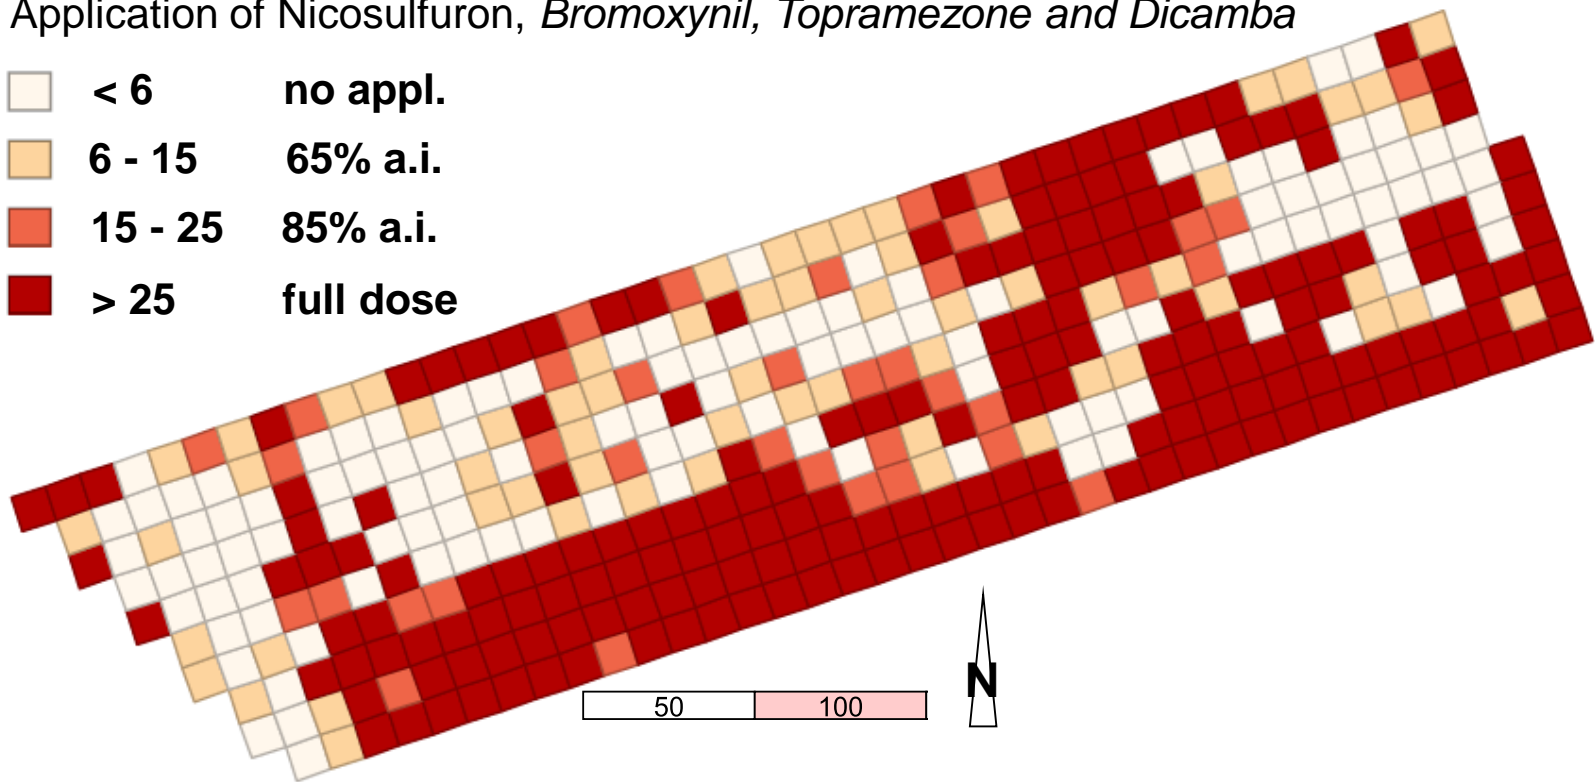 Application of Nicosulfuron, Bromoxynil, Topramezone and Dicamba
< 6 no appl.
6 - 15 65% a.i.
15 - 25 85% a.i.
> 25 full dose
50 100
N